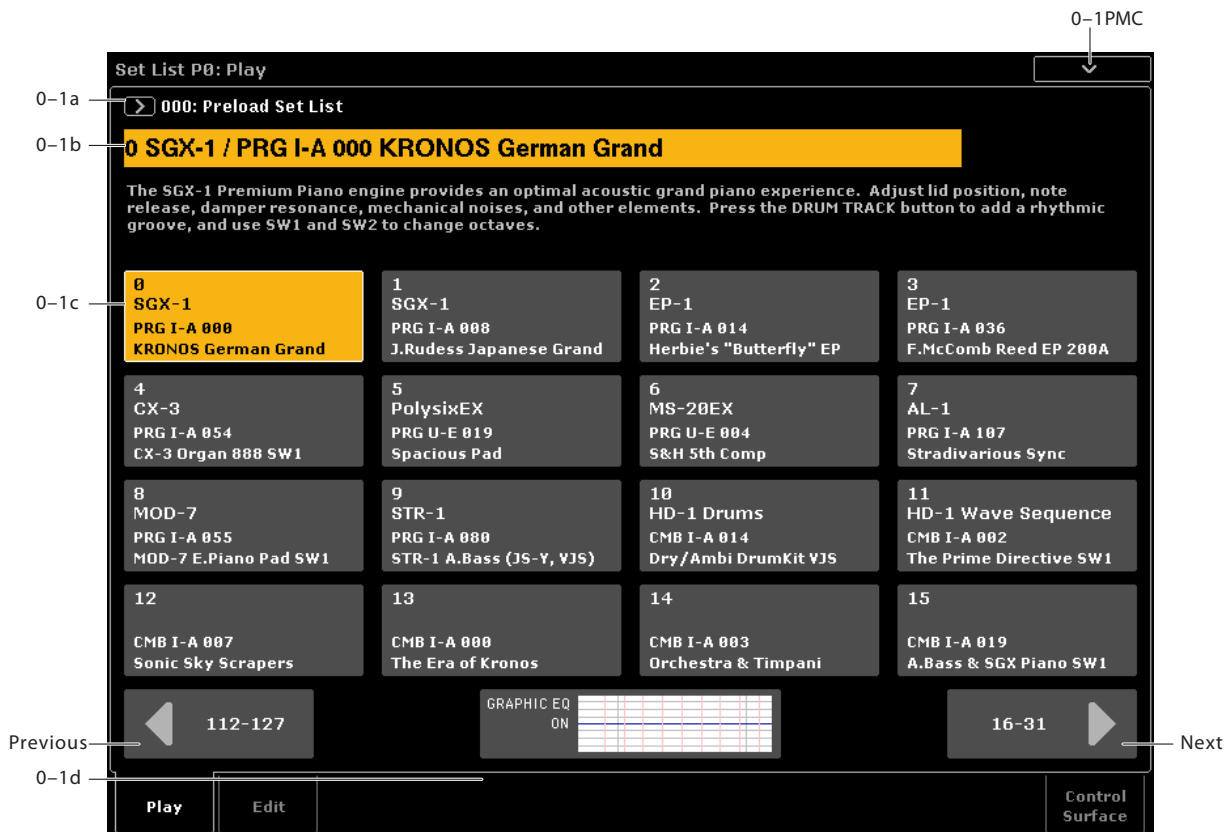 0–1PMC
Set List P0: Play
0–1a
000: Preload Set List
0–1b
0 SGX-1 / PRG I-A 000 KRONOS German Grand
The SGX-1 Premium Piano engine provides an optimal acoustic grand piano experience. Adjust lid position, note
release, damper resonance, mechanical noises, and other elements. Press the DRUM TRACK button to add a rhythmic
groove, and use SW1 and SW2 to change octaves.
0–1c
0
SGX-1
PRG I-A 000
KRONOS German Grand
1
SGX-1
PRG I-A 008
J.Rudess Japanese Grand
2
EP-1
PRG I-A 014
Herbie's "Butterfly" EP
3
EP-1
PRG I-A 036
F.McComb Reed EP 200A
4
CX-3
PRG I-A 054
CX-3 Organ 888 SW1
5
PolysixEX
PRG U-E 019
Spacious Pad
6
MS-20EX
PRG U-E 004
S&H 5th Comp
7
AL-1
PRG I-A 107
Stradivarious Sync
8
MOD-7
PRG I-A 055
MOD-7 E.Piano Pad SW1
9
STR-1
PRG I-A 080
STR-1 A.Bass (JS-Y, VJS)
10
HD-1 Drums
CMB I-A 014
Dry/Ambi DrumKit VJS
11
HD-1 Wave Sequence
CMB I-A 002
The Prime Directive SW1
12
CMB I-A 007
Sonic Sky Scrapers
13
CMB I-A 000
The Era of Kronos
14
CMB I-A 003
Orchestra & Timpani
15
CMB I-A 019
A.Bass & SGX Piano SW1
Previous
112-127
GRAPHIC EQ
ON
16-31
Next
0–1d
Play
Edit
Control
Surface